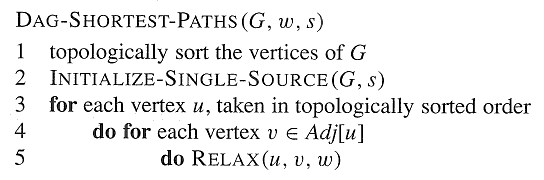 DAG-SHORTEST-PATHS(G, w, s)
1 topologically sort the vertices of G
2 INITIALIZE-SINGLE-SOURCE(G, s)
3 for each vertex u, taken in topologically sorted order
4 do for each vertex v ∈ Adj[u]
5 do RELAX(u, v, w)